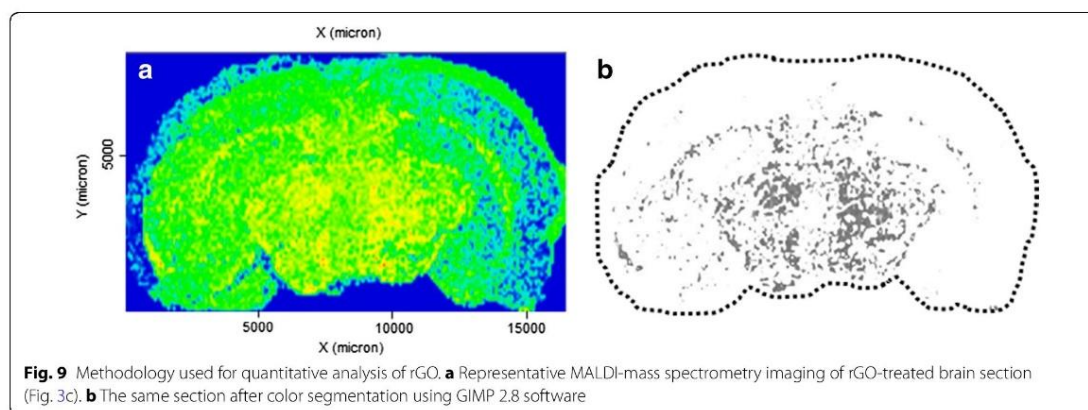 X (micron)
a
b
Y (micron)
5000
5000
10000
15000
X (micron)
Fig. 9 Methodology used for quantitative analysis of rGO. a Representative MALDI-mass spectrometry imaging of rGO-treated brain section
(Fig. 3c). b The same section after color segmentation using GIMP 2.8 software